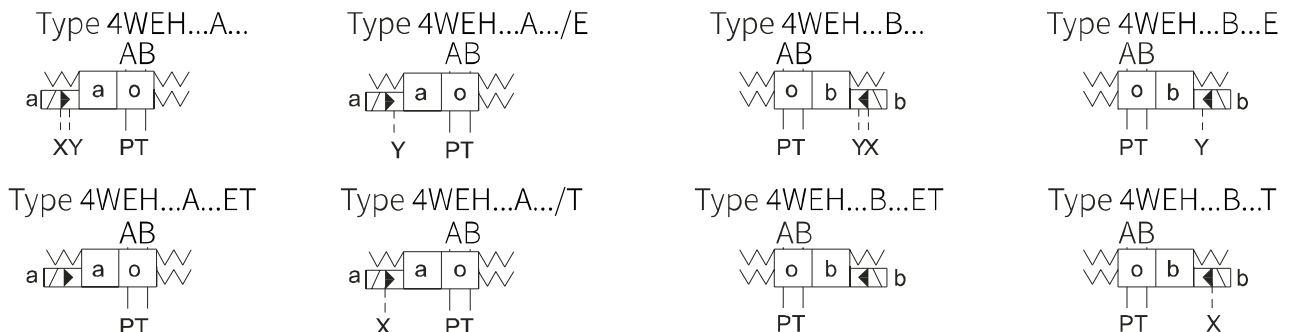 Type 4WEH...A...
AB
a a o
XY PT
Type 4WEH...A.../E
AB
a a o
Y PT
Type 4WEH...B...
AB
o b b
PT YX
Type 4WEH...B...E
AB
o b b
PT Y
Type 4WEH...A...ET
AB
a a o
PT
Type 4WEH...A.../T
AB
a a o
X PT
Type 4WEH...B...ET
AB
o b b
PT
Type 4WEH...B...T
AB
o b b
PT X